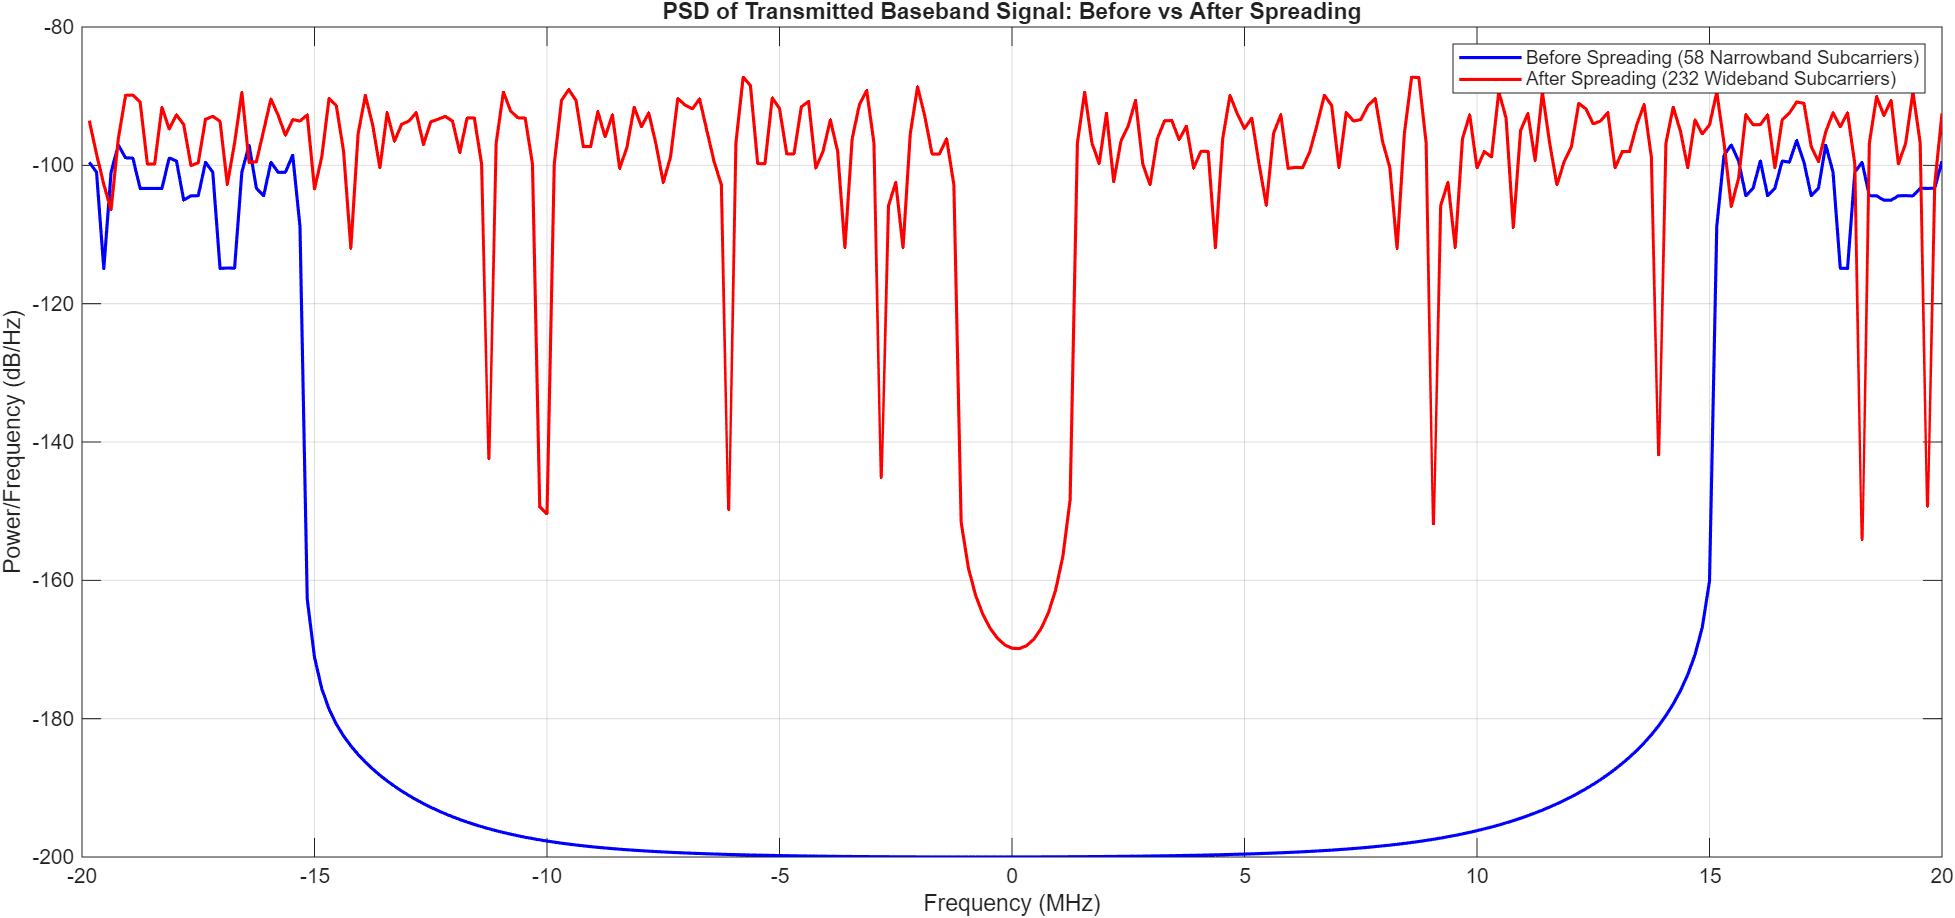 PSD of Transmitted Baseband Signal: Before vs After Spreading
Before Spreading (58 Narrowband Subcarriers)
After Spreading (232 Wideband Subcarriers)
Power/Frequency (dB/Hz)
-80
-100
-120
-140
-160
-180
-200
-20 -15 -10 -5 0 5 10 15 20
Frequency (MHz)